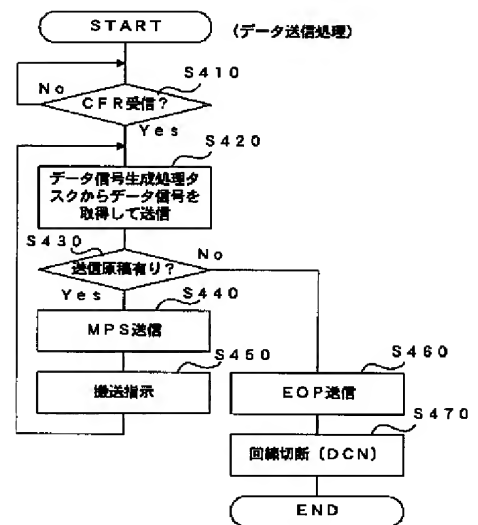 START
(データ送信処理)
S410
No
CFR受信?
Yes
S420
データ信号生成処理タ
スクからデータ信号を
取得して送信
S430
No
送信原稿有り?
Yes
S440
MPS送信
S450
搬送指示
S460
EOP送信
S470
回線切断(DCN)
END